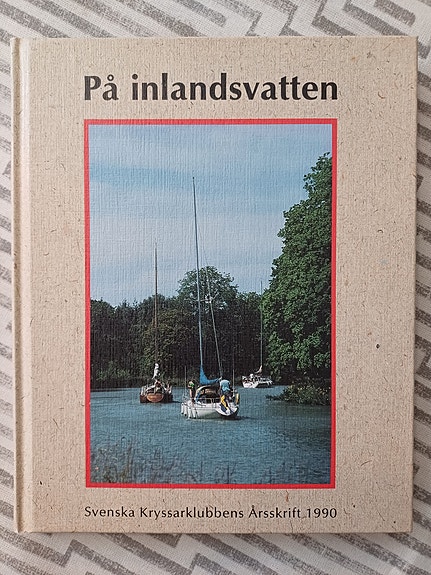 På inlandsvatten
Svenska Kryssarklubbens Årsskrift 1990